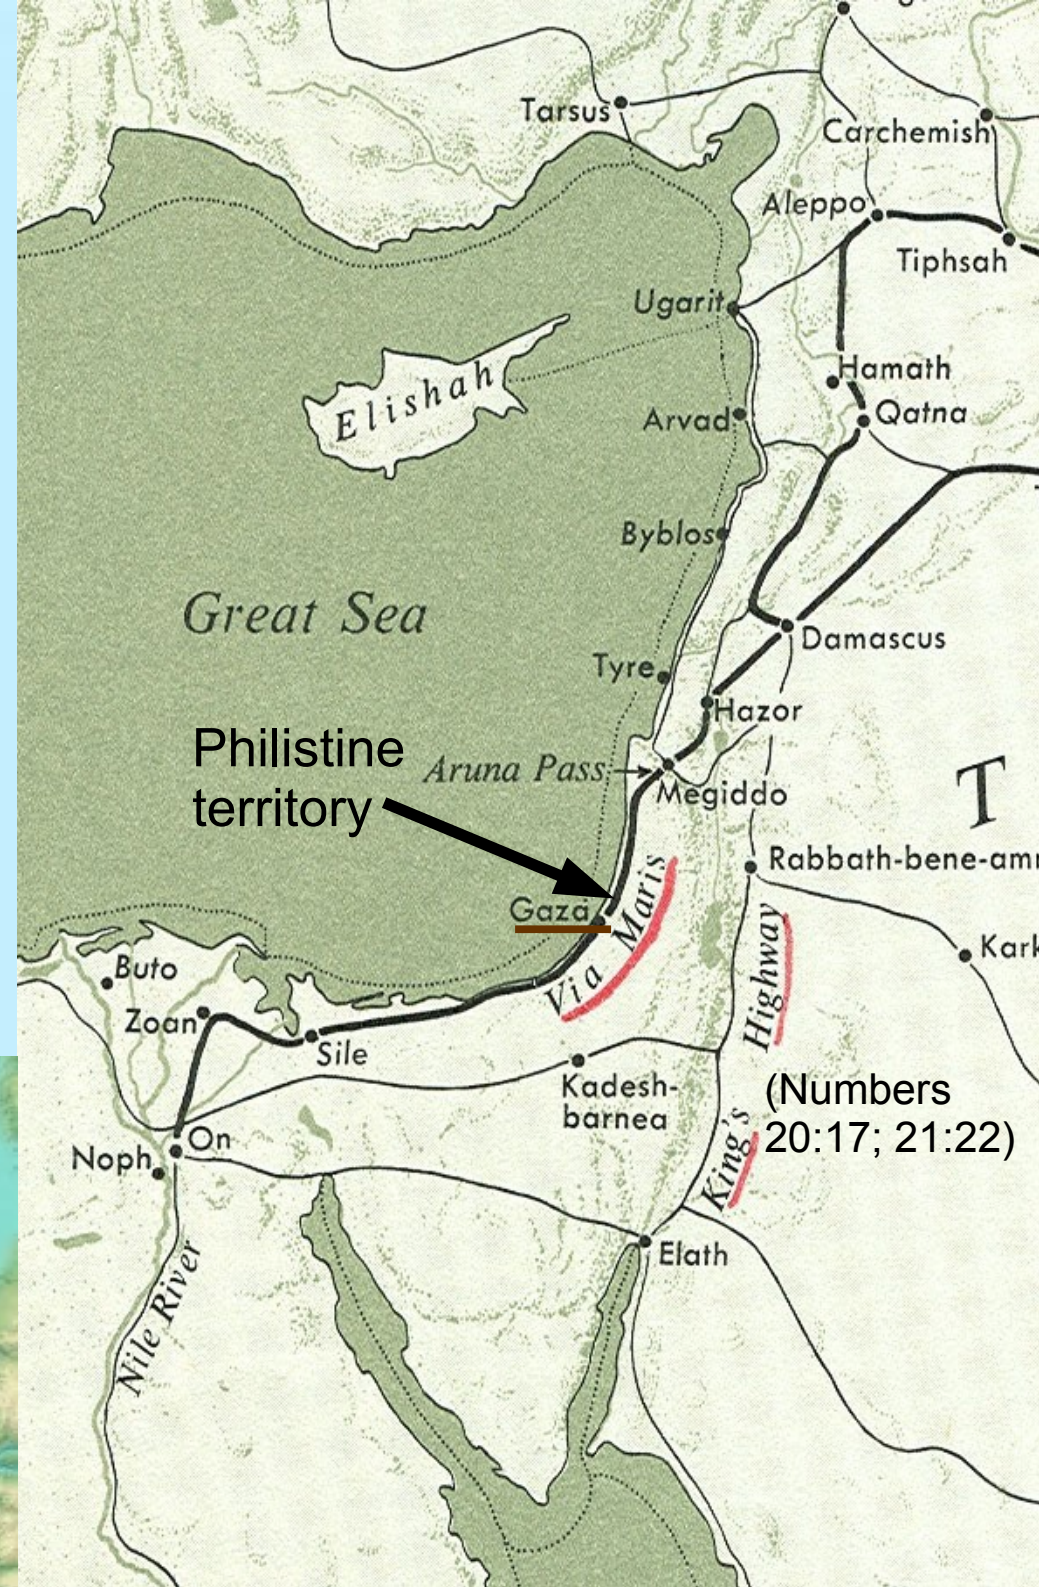 Tarsus
Carchemish
Aleppo
Tiphsah
Ugarit
Hamath
Elishah
Arvad
Qatna
Byblos
Great Sea
Damascus
Tyre
Hazor
Philistine
territory
Aruna Pass
Megiddo
T
Rabbath-bene-am
Gaza
Via Maris
King's Highway
Buto
Kark
Zoan
Sile
Kadesh-
barnea
(Numbers
20:17; 21:22)
On
Noph
Elath
Nile River